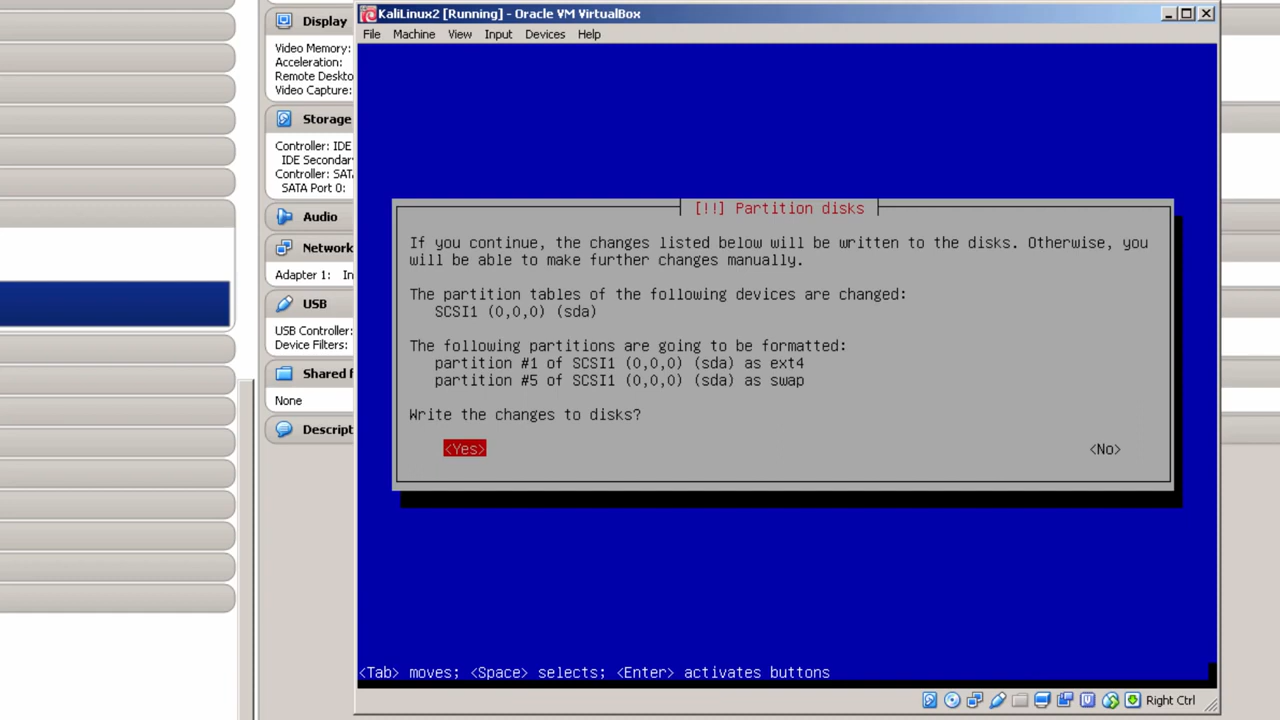 Display
Video Memory:
Acceleration:
Remote Deskto
Video Capture:
Storage
Controller: IDE
IDE Secondar
Controller: SAT
SATA Port 0:
Audio
Network
Adapter 1: In
USB
USB Controller:
Device Filters:
Shared f
None
Descript
KaliLinux2 [Running] - Oracle VM VirtualBox
File Machine View Input Devices Help
[!!] Partition disks
If you continue, the changes listed below will be written to the disks. Otherwise, you
will be able to make further changes manually.
The partition tables of the following devices are changed:
SCSI1 (0,0,0) (sda)
The following partitions are going to be formatted:
partition #1 of SCSI1 (0,0,0) (sda) as ext4
partition #5 of SCSI1 (0,0,0) (sda) as swap
Write the changes to disks?
<Yes> <No>
<Tab> moves; <Space> selects; <Enter> activates buttons
Right Ctrl